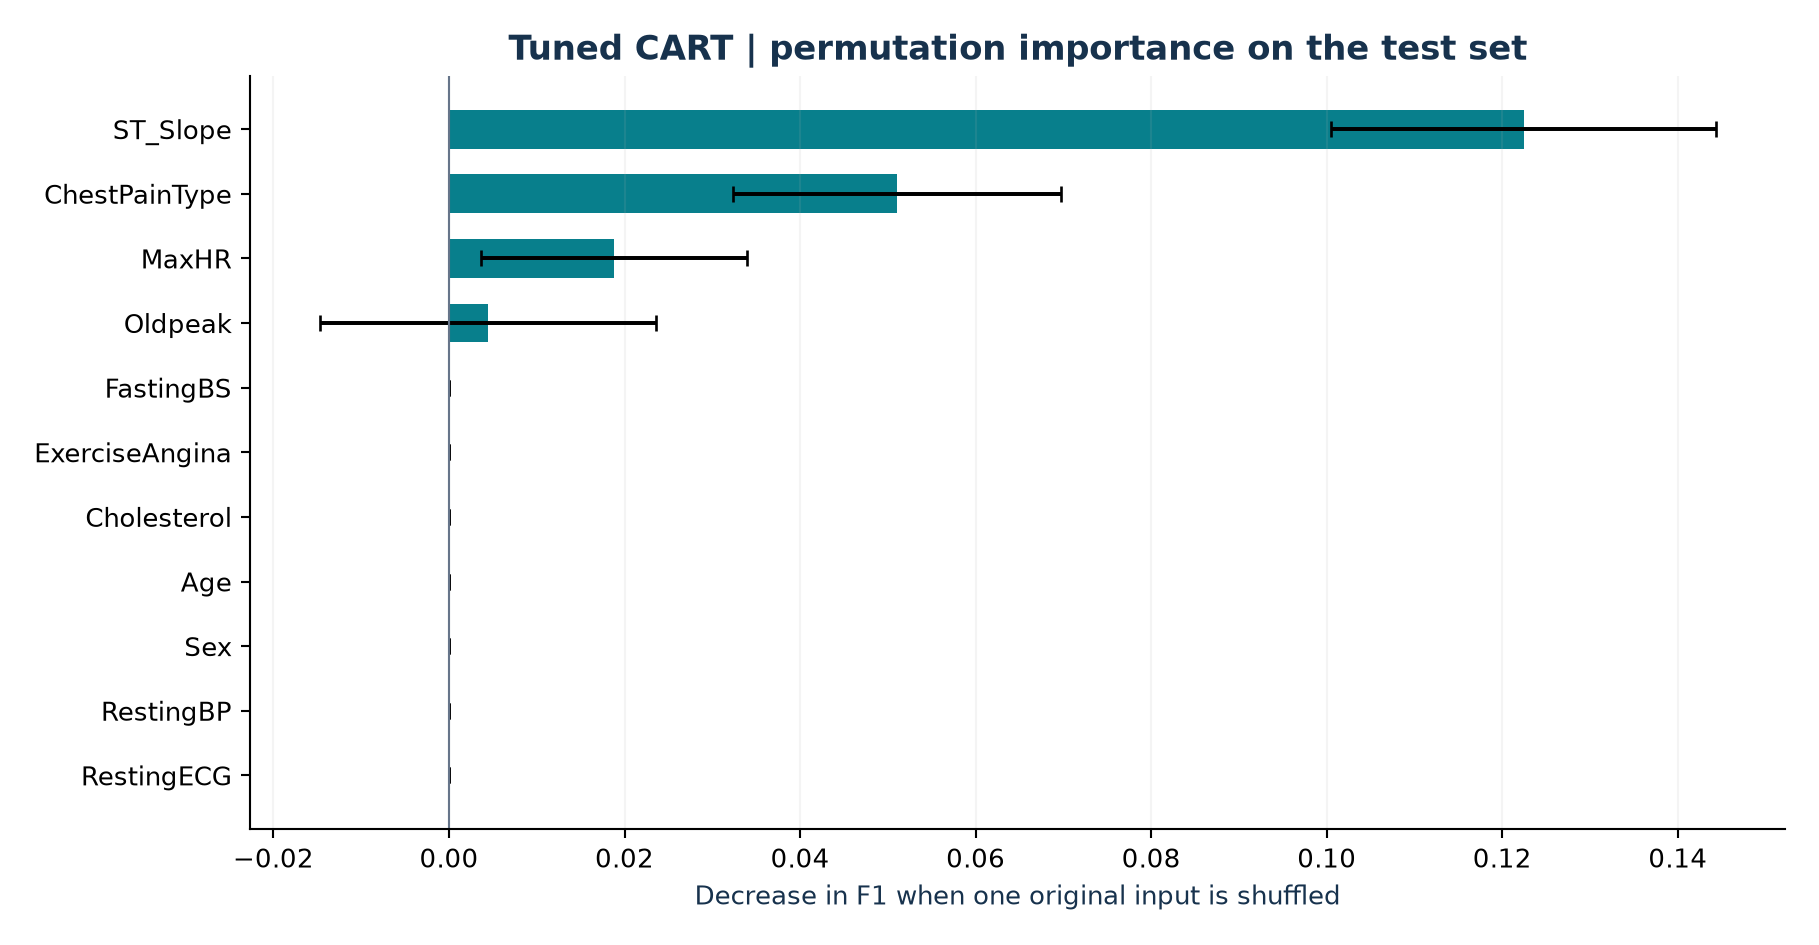 Tuned CART | permutation importance on the test set
ST_Slope
ChestPainType
MaxHR
Oldpeak
FastingBS
ExerciseAngina
Cholesterol
Age
Sex
RestingBP
RestingECG
−0.02 0.00 0.02 0.04 0.06 0.08 0.10 0.12 0.14
Decrease in F1 when one original input is shuffled